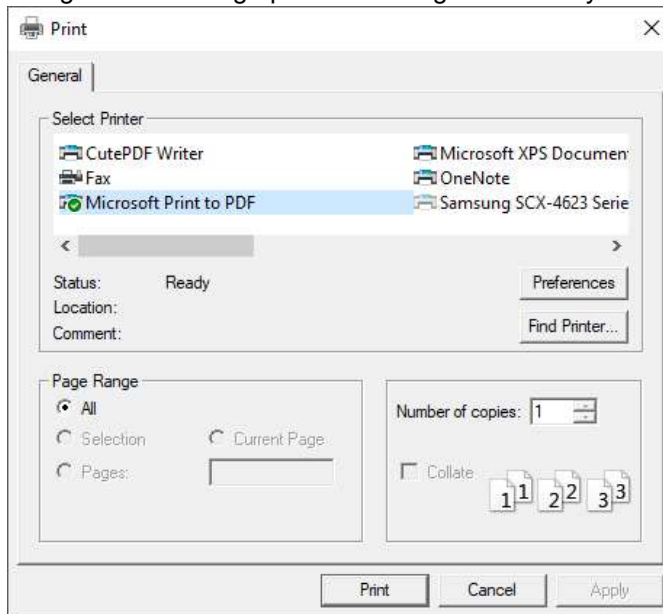 Print
General
Select Printer
CutePDF Writer
Microsoft XPS Documen
Fax
OneNote
Microsoft Print to PDF
Samsung SCX-4623 Serie
Status: Ready
Preferences
Location:
Comment:
Find Printer...
Page Range
All
Number of copies: 1
Selection
Current Page
Pages:
Collate
1 1 2 2 3 3
Print
Cancel
Apply